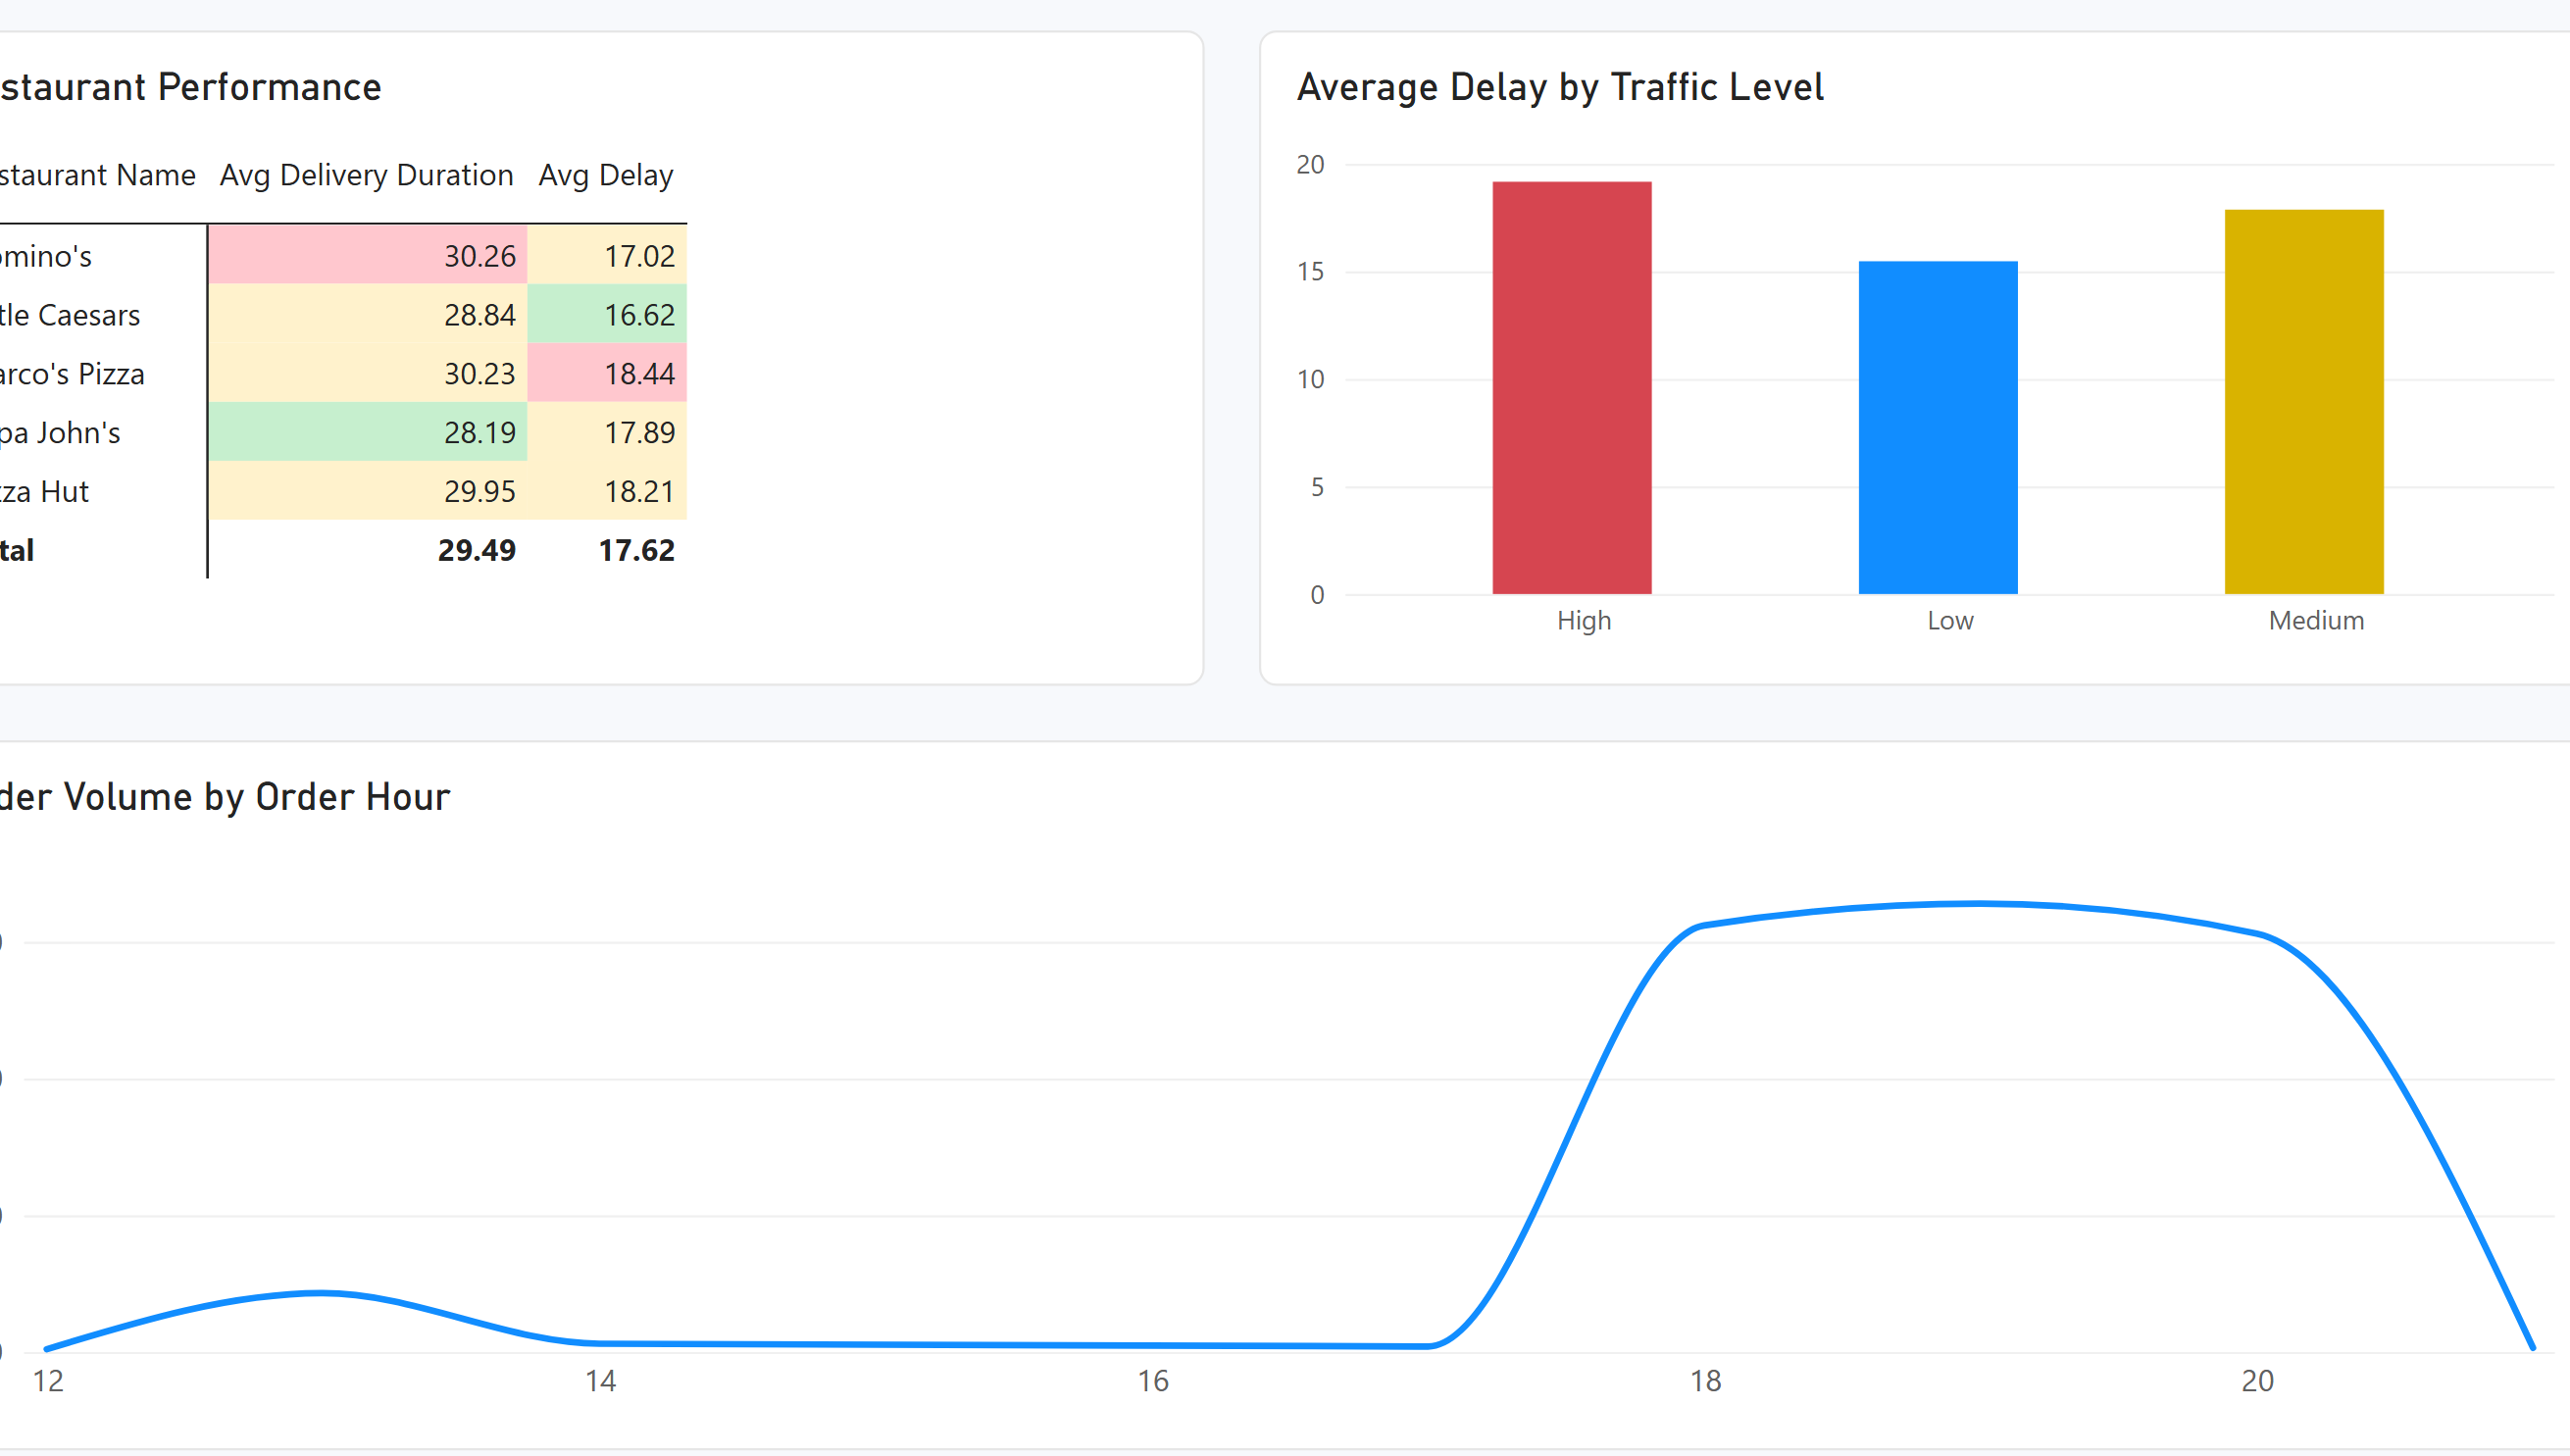 staurant Performance
staurant Name Avg Delivery Duration Avg Delay
omino's 30.26 17.02
tle Caesars 28.84 16.62
arco's Pizza 30.23 18.44
pa John's 28.19 17.89
za Hut 29.95 18.21
tal 29.49 17.62
Average Delay by Traffic Level
20
15
10
5
0
High Low Medium
der Volume by Order Hour
12 14 16 18 20